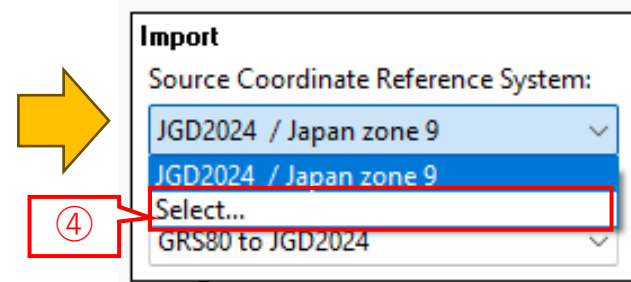 Import
Source Coordinate Reference System:
JGD2024 / Japan zone 9
JGD2024 / Japan zone 9
Select...
④
GRS80 to JGD2024